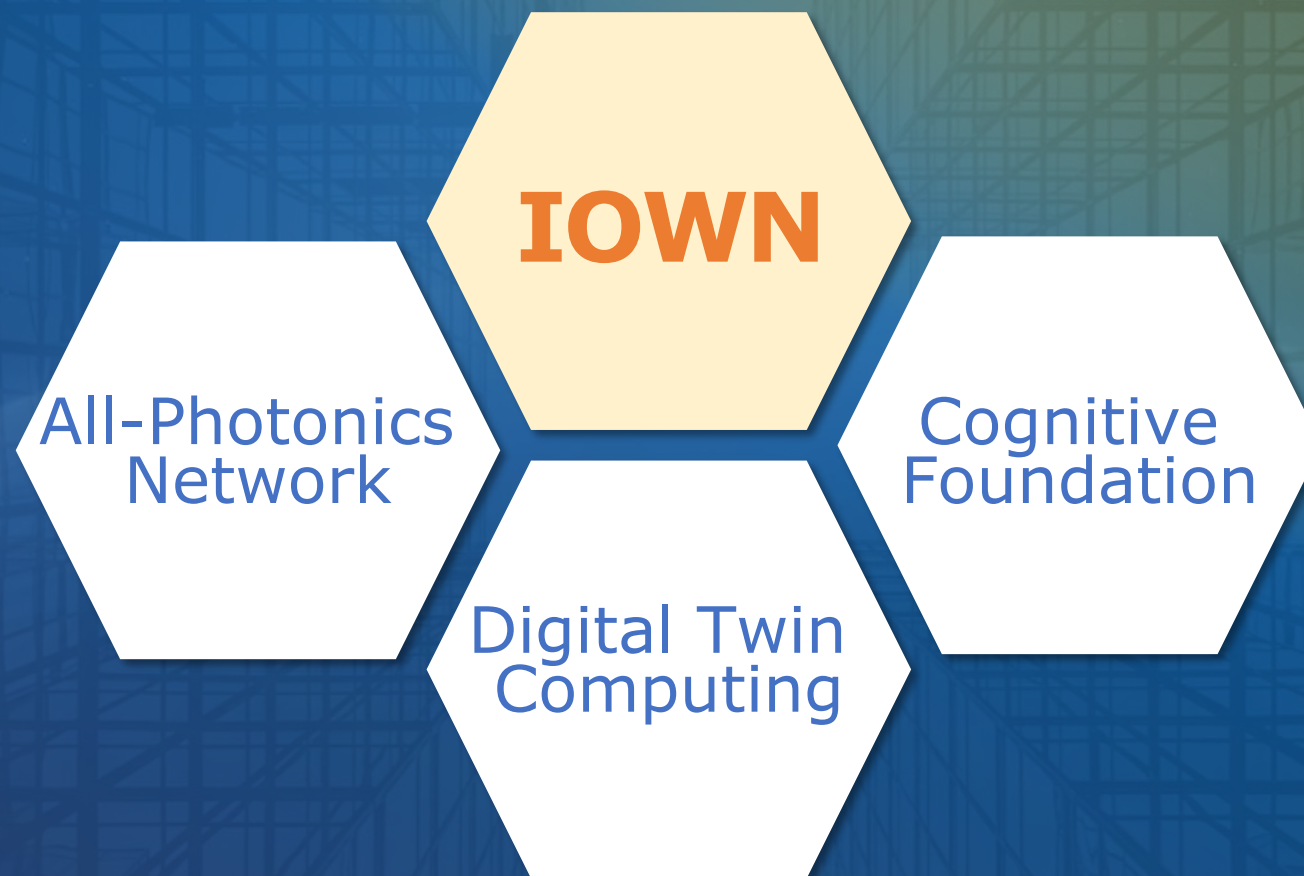 IOWN
All-Photonics
Network
Cognitive
Foundation
Digital Twin
Computing